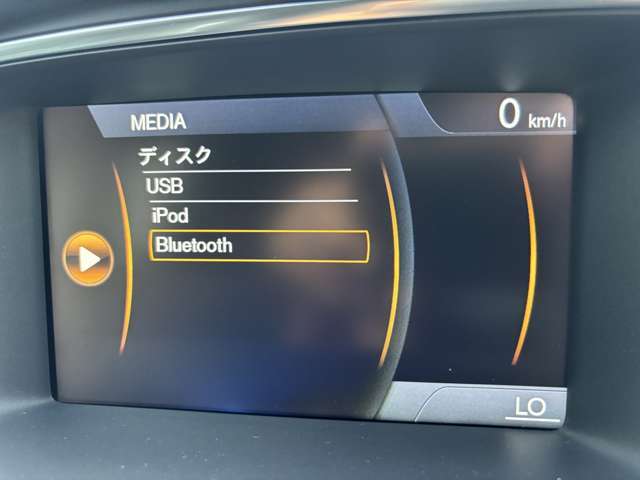 MEDIA
0 km/h
ディスク
USB
iPod
Bluetooth
LO